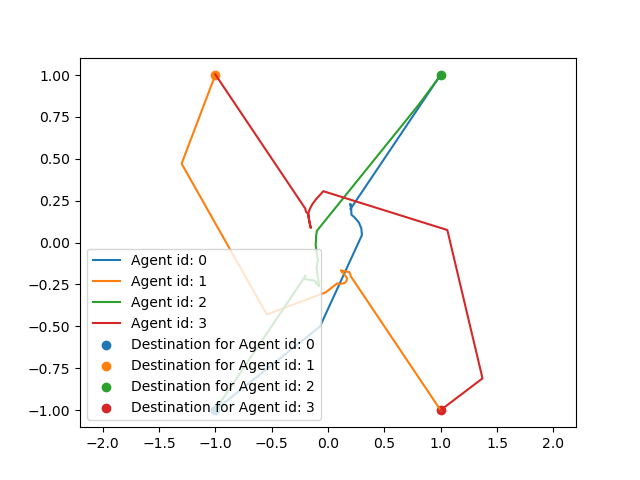 1.00
0.75
0.50
0.25
0.00
−0.25
−0.50
−0.75
−1.00
Agent id: 0
Agent id: 1
Agent id: 2
Agent id: 3
Destination for Agent id: 0
Destination for Agent id: 1
Destination for Agent id: 2
Destination for Agent id: 3
−2.0 −1.5 −1.0 −0.5 0.0 0.5 1.0 1.5 2.0